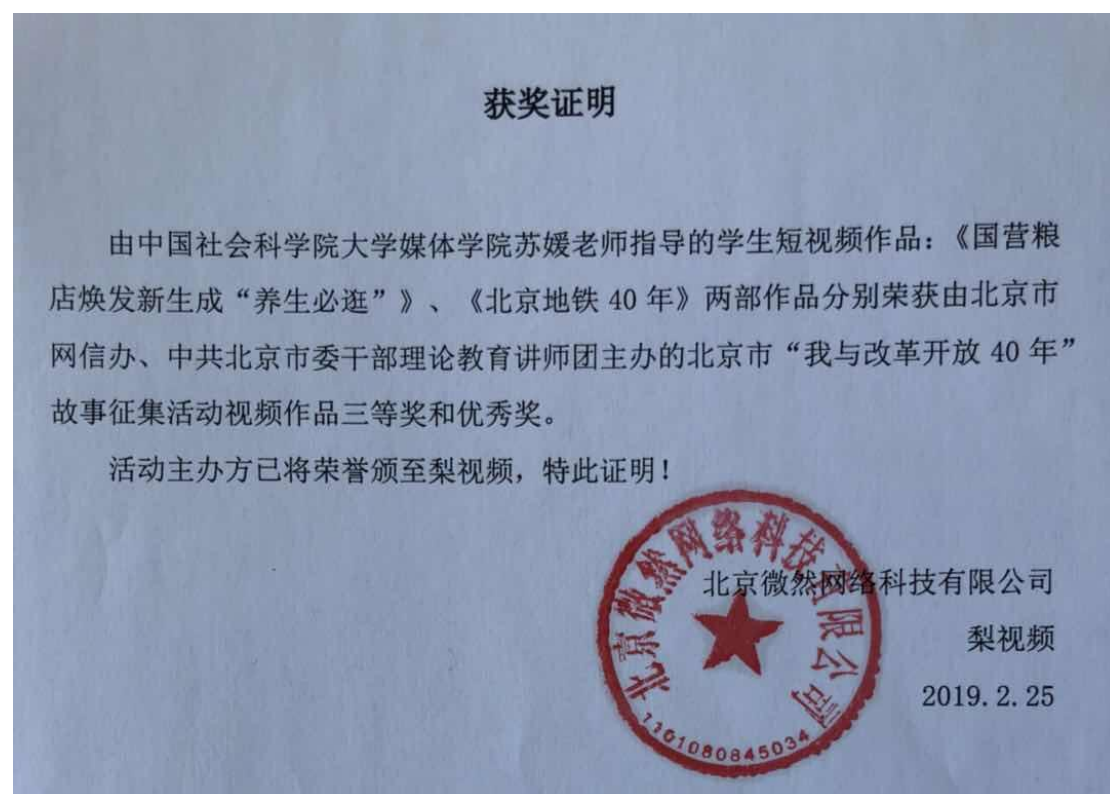 获奖证明
由中国社会科学院大学媒体学院苏媛老师指导的学生短视频作品：《国营粮
店焕发新生成“养生必逛”》、《北京地铁 40 年》两部作品分别荣获由北京市
网信办、中共北京市委干部理论教育讲师团主办的北京市“我与改革开放 40 年”
故事征集活动视频作品三等奖和优秀奖。
活动主办方已将荣誉颁至梨视频，特此证明！
北京微然网络科技有限公司
北京微然网络科技有限公司
梨视频
2019.2.25
1101080845034